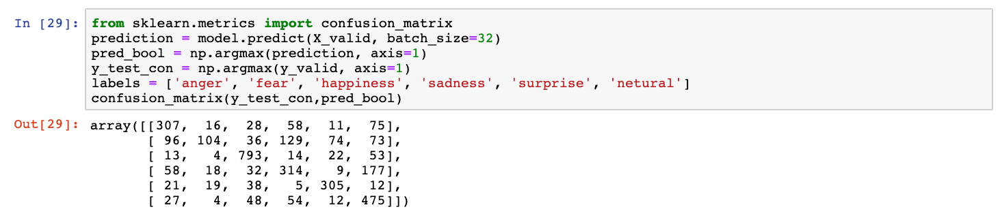 In [29]: from sklearn.metrics import confusion_matrix
prediction = model.predict(X_valid, batch_size=32)
pred_bool = np.argmax(prediction, axis=1)
y_test_con = np.argmax(y_valid, axis=1)
labels = ['anger', 'fear', 'happiness', 'sadness', 'surprise', 'netural']
confusion_matrix(y_test_con,pred_bool)
Out[29]: array([[307, 16, 28, 58, 11, 75],
[ 96, 104, 36, 129, 74, 73],
[ 13, 4, 793, 14, 22, 53],
[ 58, 18, 32, 314, 9, 177],
[ 21, 19, 38, 5, 305, 12],
[ 27, 4, 48, 54, 12, 475]])